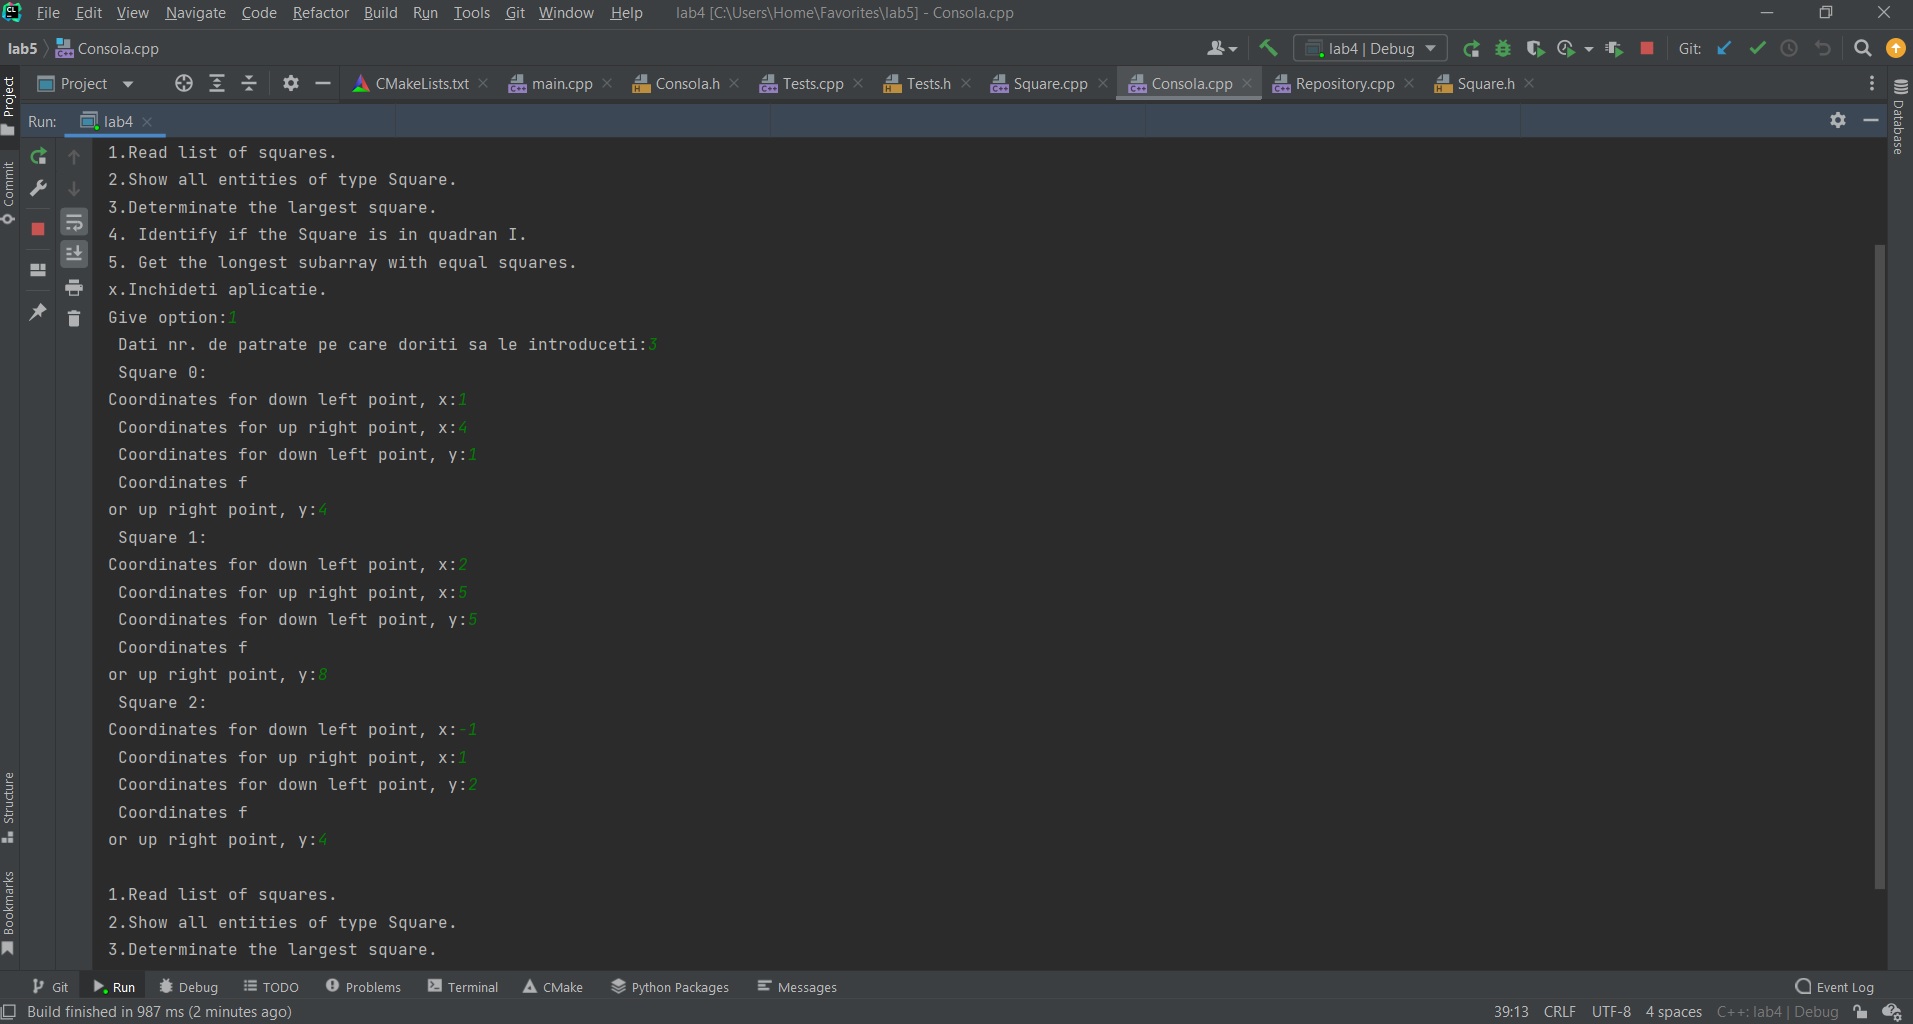 File Edit View Navigate Code Refactor Build Run Tools Git Window Help lab4 [C:\Users\Home\Favorites\lab5] - Consola.cpp
lab5 Consola.cpp lab4 | Debug Git:
Project CMakeLists.txt main.cpp Consola.h Tests.cpp Tests.h Square.cpp Consola.cpp Repository.cpp Square.h
Run: lab4
Project
Commit
Structure
Bookmarks
Database
1.Read list of squares.
2.Show all entities of type Square.
3.Determinate the largest square.
4. Identify if the Square is in quadran I.
5. Get the longest subarray with equal squares.
x.Inchideti aplicatie.
Give option:1
Dati nr. de patrate pe care doriti sa le introduceti:3
Square 0:
Coordinates for down left point, x:1
Coordinates for up right point, x:4
Coordinates for down left point, y:1
Coordinates f
or up right point, y:4
Square 1:
Coordinates for down left point, x:2
Coordinates for up right point, x:5
Coordinates for down left point, y:5
Coordinates f
or up right point, y:8
Square 2:
Coordinates for down left point, x:-1
Coordinates for up right point, x:1
Coordinates for down left point, y:2
Coordinates f
or up right point, y:4
1.Read list of squares.
2.Show all entities of type Square.
3.Determinate the largest square.
Git Run Debug TODO Problems Terminal CMake Python Packages Messages Event Log
Build finished in 987 ms (2 minutes ago) 39:13 CRLF UTF-8 4 spaces C++: lab4 | Debug